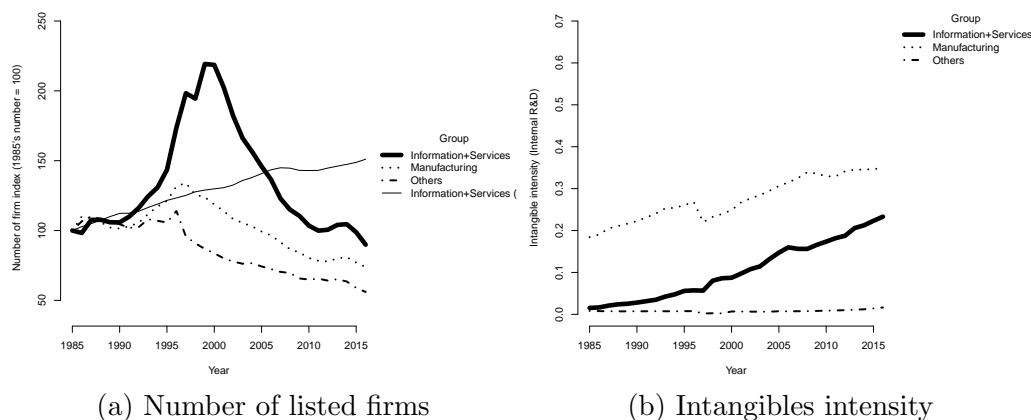 250
200
150
100
50
Number of firm index (1985's number = 100)
1985 1990 1995 2000 2005 2010 2015
Year
Group
Information+Services
Manufacturing
Others
Information+Services (
(a) Number of listed firms
0.7
0.6
0.5
0.4
0.3
0.2
0.1
0.0
Intangible intensity (Internal R&D)
1985 1990 1995 2000 2005 2010 2015
Year
Group
Information+Services
Manufacturing
Others
(b) Intangibles intensity